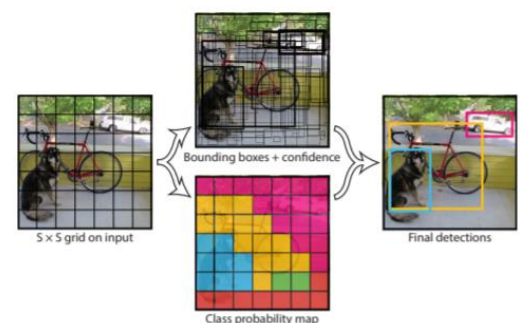 Bounding boxes + confidence
S × S grid on input
Final detections
Class probability map